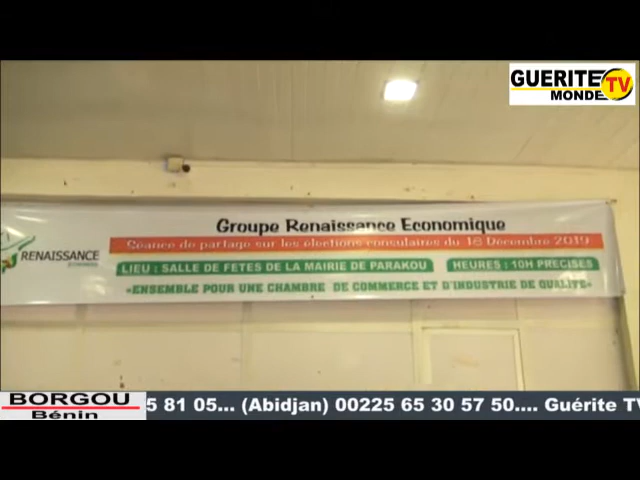 GUERITE TV
MONDE
Groupe Renaissance Economique
Séance de partage sur les élections consulaires du 18 Décembre 2019
RENAISSANCE
LIEU : SALLE DE FETES DE LA MAIRIE DE PARAKOU HEURES : 10H PRECISES
«ENSEMBLE POUR UNE CHAMBRE DE COMMERCE ET D'INDUSTRIE DE QUALITE»
BORGOU
Bénin
5 81 05... (Abidjan) 00225 65 30 57 50.... Guérite TV